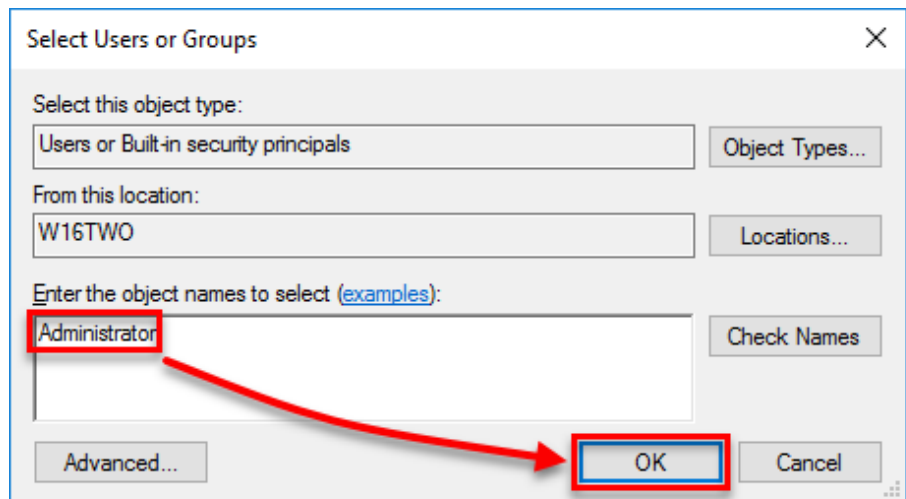 Select Users or Groups
Select this object type:
Users or Built-in security principals
Object Types...
From this location:
W16TWO
Locations...
Enter the object names to select (examples):
Administrator
Check Names
Advanced...
OK
Cancel